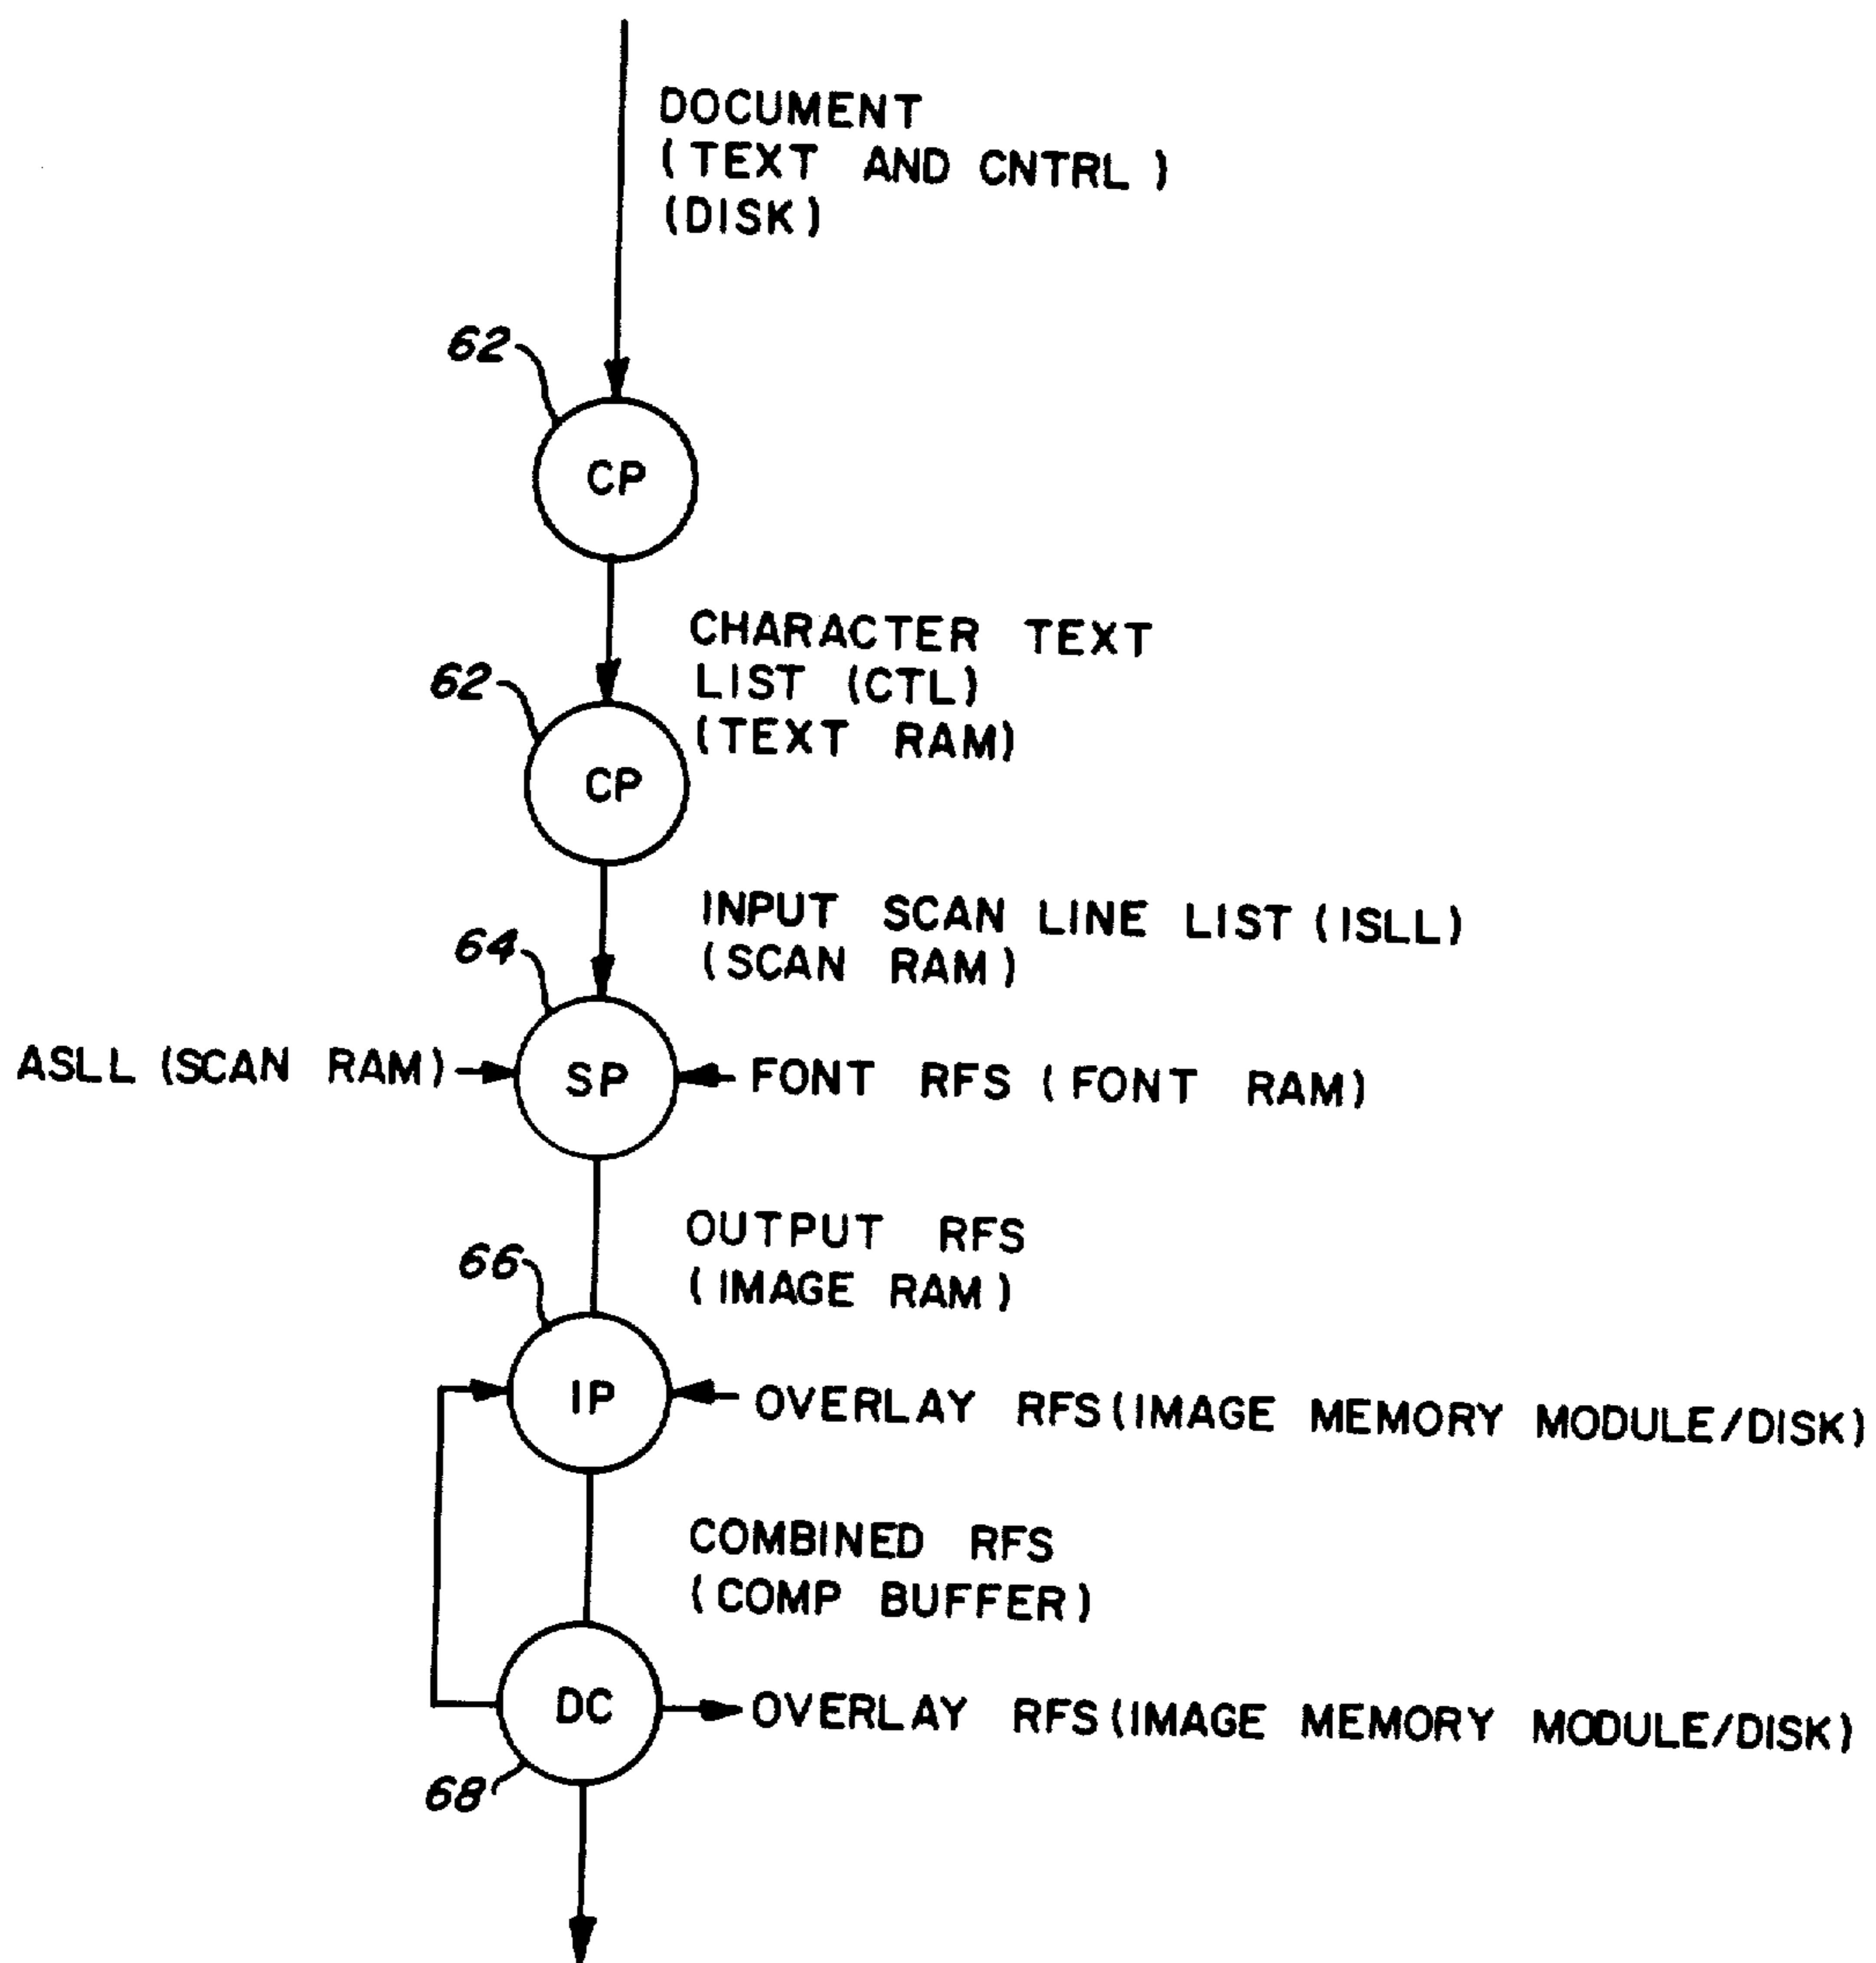 DOCUMENT
(TEXT AND CNTRL)
(DISK)
62
CP
CHARACTER TEXT
LIST (CTL)
(TEXT RAM)
62
CP
INPUT SCAN LINE LIST (ISLL)
(SCAN RAM)
64
ASLL (SCAN RAM)
SP
FONT RFS (FONT RAM)
OUTPUT RFS
(IMAGE RAM)
66
IP
OVERLAY RFS (IMAGE MEMORY MODULE/DISK)
COMBINED RFS
(COMP BUFFER)
DC
OVERLAY RFS (IMAGE MEMORY MODULE/DISK)
68